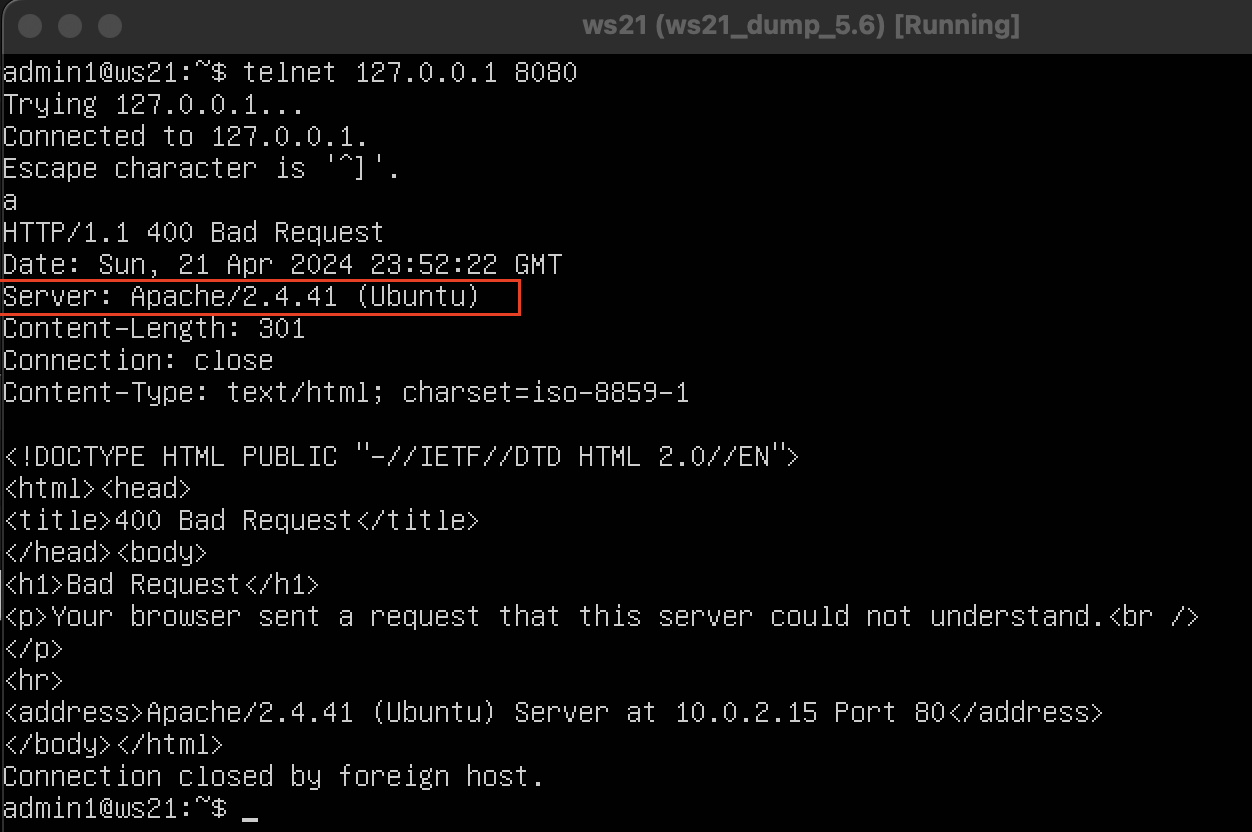 ws21 (ws21_dump_5.6) [Running]
admin1@ws21:~$ telnet 127.0.0.1 8080
Trying 127.0.0.1...
Connected to 127.0.0.1.
Escape character is '^]'.
a
HTTP/1.1 400 Bad Request
Date: Sun, 21 Apr 2024 23:52:22 GMT
Server: Apache/2.4.41 (Ubuntu)
Content-Length: 301
Connection: close
Content-Type: text/html; charset=iso-8859-1

<!DOCTYPE HTML PUBLIC "-//IETF//DTD HTML 2.0//EN">
<html><head>
<title>400 Bad Request</title>
</head><body>
<h1>Bad Request</h1>
<p>Your browser sent a request that this server could not understand.<br />
</p>
<hr>
<address>Apache/2.4.41 (Ubuntu) Server at 10.0.2.15 Port 80</address>
</body></html>
Connection closed by foreign host.
admin1@ws21:~$ _